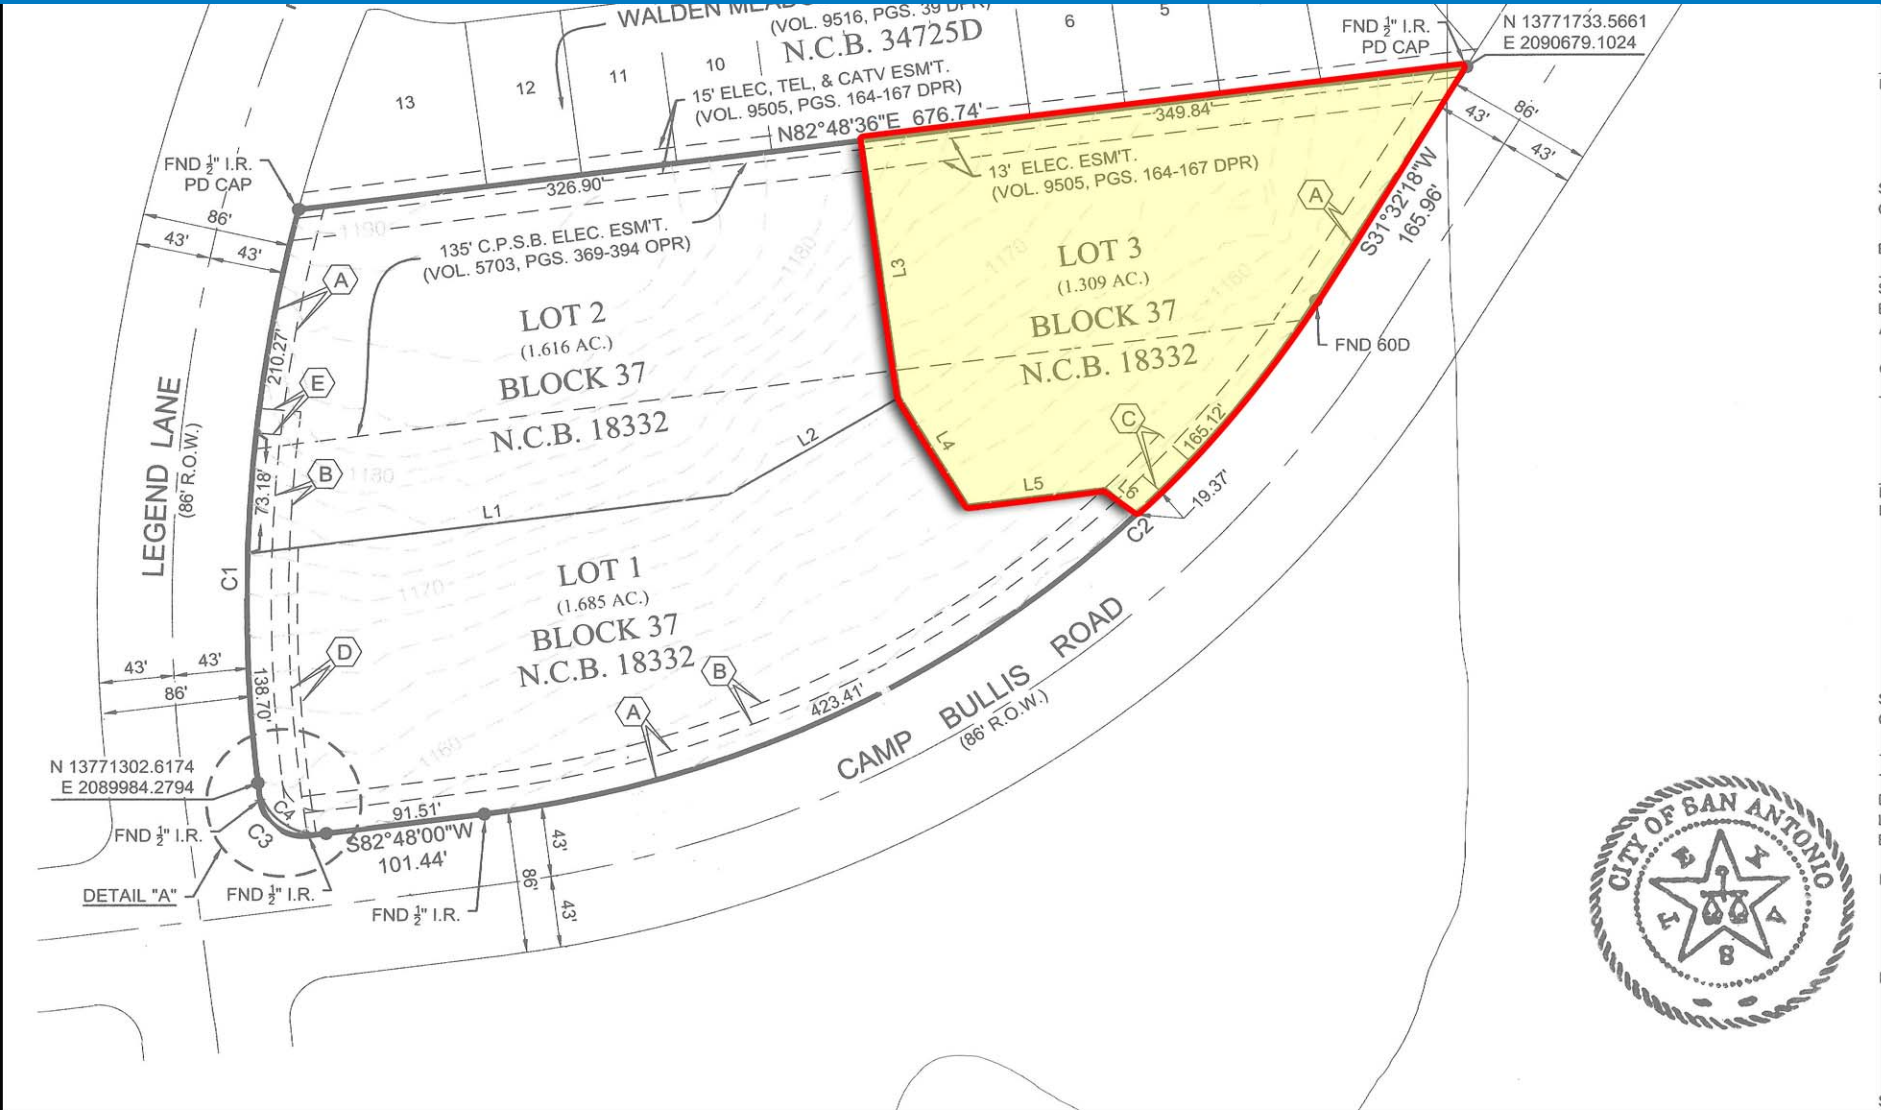 WALDEN
(VOL. 9516, PGS. 39 DPR)
N.C.B. 34725D
13
12
11
10
6
5
15' ELEC, TEL, & CATV ESM'T.
(VOL. 9505, PGS. 164-167 DPR)
N82°48'36"E 676.74'
FND ½" I.R.
PD CAP
N 13771733.5661
E 2090679.1024
86'
43'
43'
349.84'
13' ELEC. ESM'T.
(VOL. 9505, PGS. 164-167 DPR)
FND ½" I.R.
PD CAP
326.90'
86'
43'
43'
1190
135' C.P.S.B. ELEC. ESM'T.
(VOL. 5703, PGS. 369-394 OPR)
1180
A
S31°32'18"W
165.96'
A
L3
LOT 3
(1.309 AC.)
BLOCK 37
N.C.B. 18332
1170
1160
FND 60D
LOT 2
(1.616 AC.)
BLOCK 37
N.C.B. 18332
210.27'
E
LEGEND LANE
(86' R.O.W.)
B
73.18'
1180
L2
L4
C
165.12'
L1
L5
L6
19.37'
C2
C1
LOT 1
(1.685 AC.)
BLOCK 37
N.C.B. 18332
1170
D
43'
43'
86'
138.70'
B
A
423.41'
1160
CAMP BULLIS ROAD
(86' R.O.W.)
N 13771302.6174
E 2089984.2794
C4
C3
FND ½" I.R.
91.51'
S82°48'00"W
101.44'
43'
86'
43'
DETAIL "A"
FND ½" I.R.
FND ½" I.R.
CITY OF SAN ANTONIO